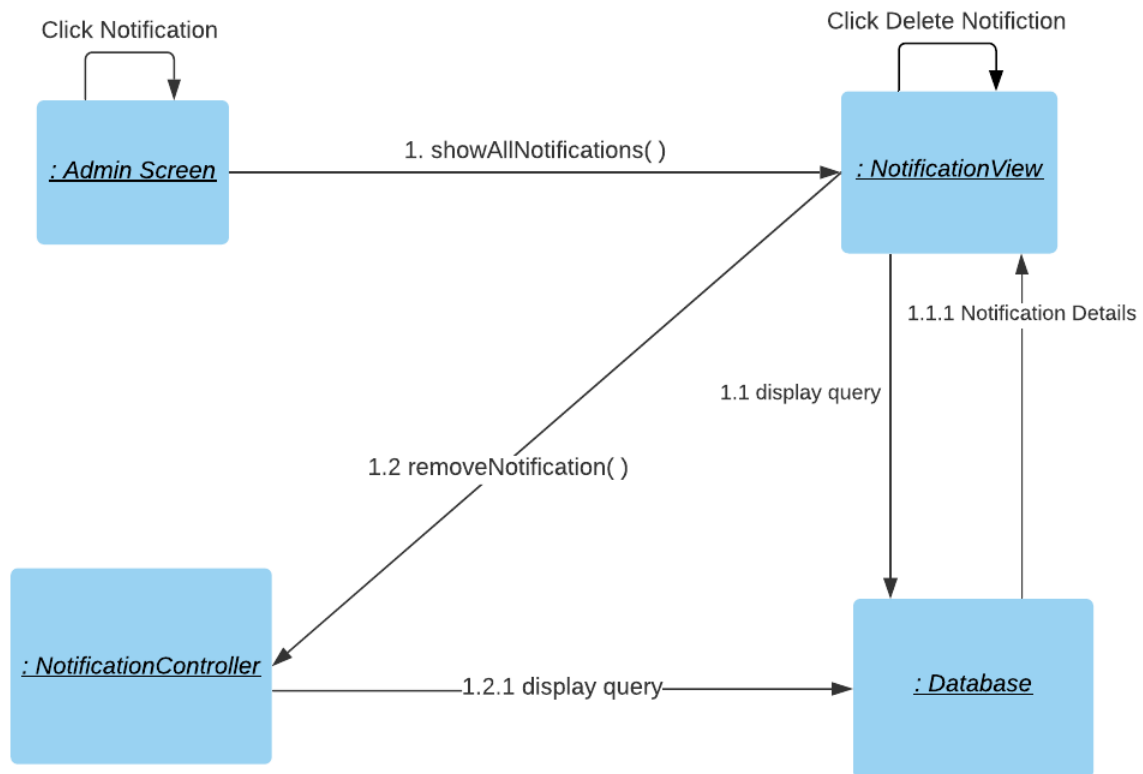 Click Notification
Click Delete Notifiction
: Admin Screen
1. showAllNotifications( )
: NotificationView
1.1.1 Notification Details
1.1 display query
1.2 removeNotification( )
: NotificationController
1.2.1 display query
: Database